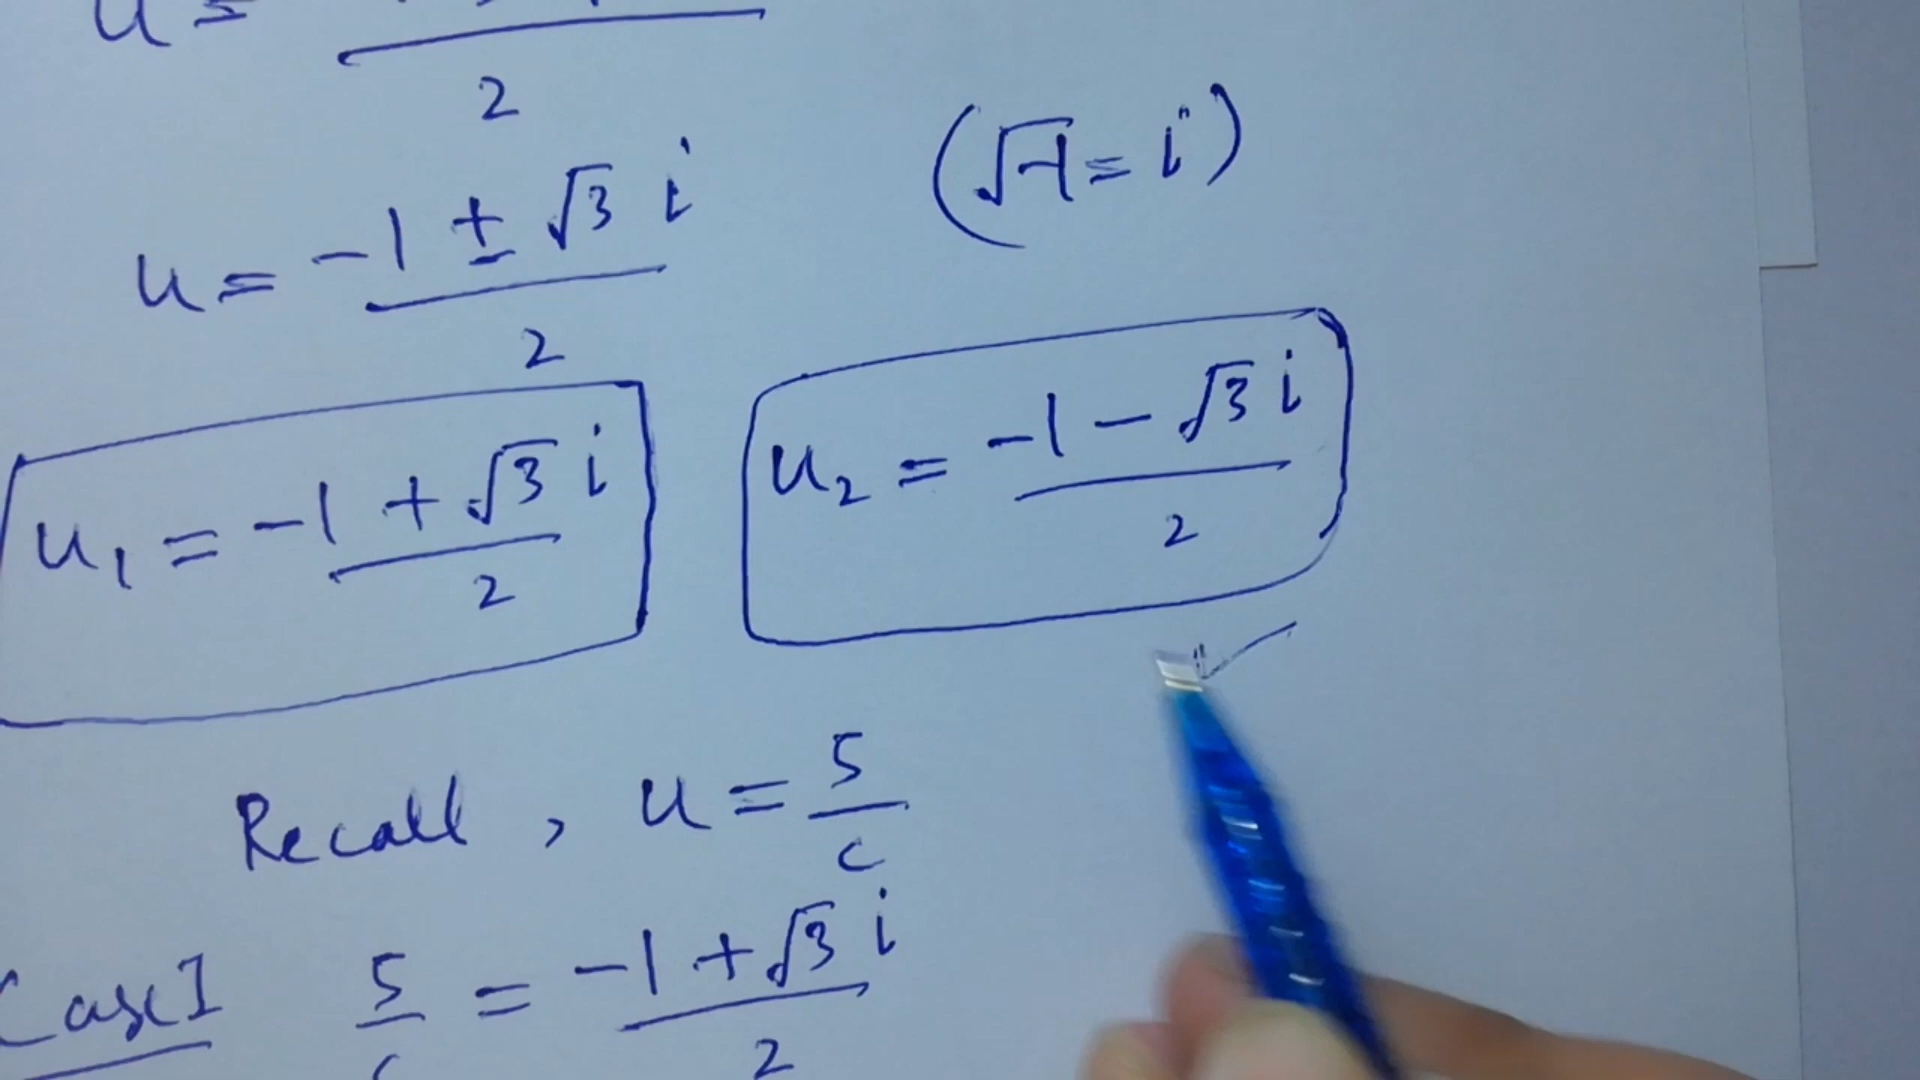 u =
2
(√-1 = i)
u = -1 ± √3 i
2
u₁ = -1 + √3 i
2
u₂ = -1 - √3 i
2
Recall, u = 5
c
Case I 5 = -1 + √3 i
c 2